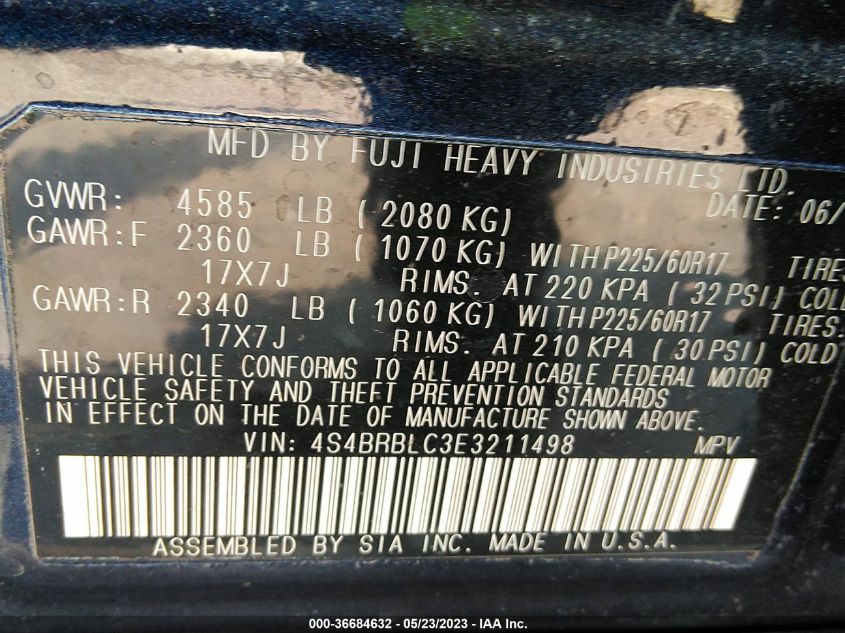 MFD BY FUJI HEAVY INDUSTRIES LTD.
GVWR: 4585 LB ( 2080 KG) DATE: 06/
GAWR:F 2360 LB ( 1070 KG) WITH P225/60R17 TIRES
17X7J RIMS. AT 220 KPA ( 32 PSI) COLD
GAWR:R 2340 LB ( 1060 KG) WITH P225/60R17 TIRES.
17X7J RIMS. AT 210 KPA ( 30 PSI) COLD
THIS VEHICLE CONFORMS TO ALL APPLICABLE FEDERAL MOTOR
VEHICLE SAFETY AND THEFT PREVENTION STANDARDS
IN EFFECT ON THE DATE OF MANUFACTURE SHOWN ABOVE.
VIN: 4S4BRBLC3E3211498 MPV
ASSEMBLED BY SIA INC. MADE IN U.S.A.
000-36684632 - 05/23/2023 - IAA Inc.